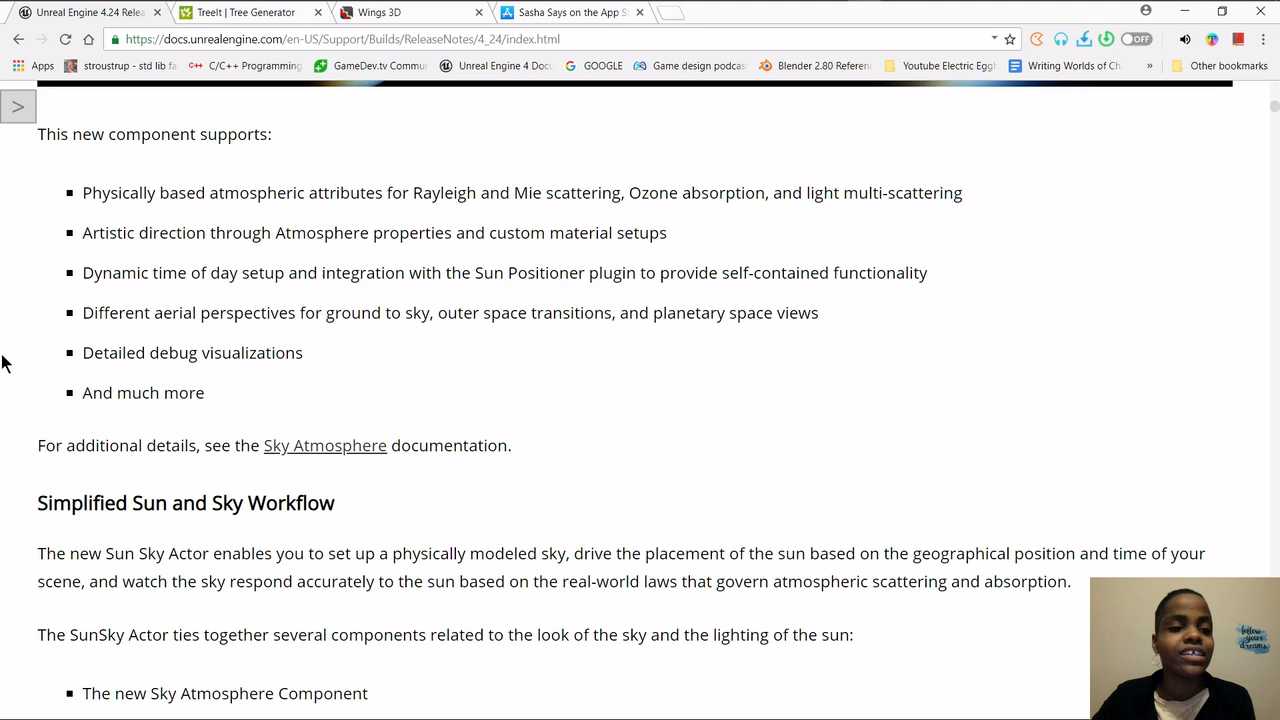 Unreal Engine 4.24 Relea
TreeIt | Tree Generator
Wings 3D
Sasha Says on the App S
https://docs.unrealengine.com/en-US/Support/Builds/ReleaseNotes/4_24/index.html
OFF
Apps
stroustrup - std lib fa
C++
C/C++ Programming
GameDev.tv Commu
Unreal Engine 4 Docu
GOOGLE
Game design podcas
Blender 2.80 Referen
Youtube Electric Eggp
Writing Worlds of Ch
»
Other bookmarks
>
This new component supports:
Physically based atmospheric attributes for Rayleigh and Mie scattering, Ozone absorption, and light multi-scattering
Artistic direction through Atmosphere properties and custom material setups
Dynamic time of day setup and integration with the Sun Positioner plugin to provide self-contained functionality
Different aerial perspectives for ground to sky, outer space transitions, and planetary space views
Detailed debug visualizations
And much more
For additional details, see the Sky Atmosphere documentation.
Simplified Sun and Sky Workflow
The new Sun Sky Actor enables you to set up a physically modeled sky, drive the placement of the sun based on the geographical position and time of your
scene, and watch the sky respond accurately to the sun based on the real-world laws that govern atmospheric scattering and absorption.
The SunSky Actor ties together several components related to the look of the sky and the lighting of the sun:
The new Sky Atmosphere Component
follow
your
dreams